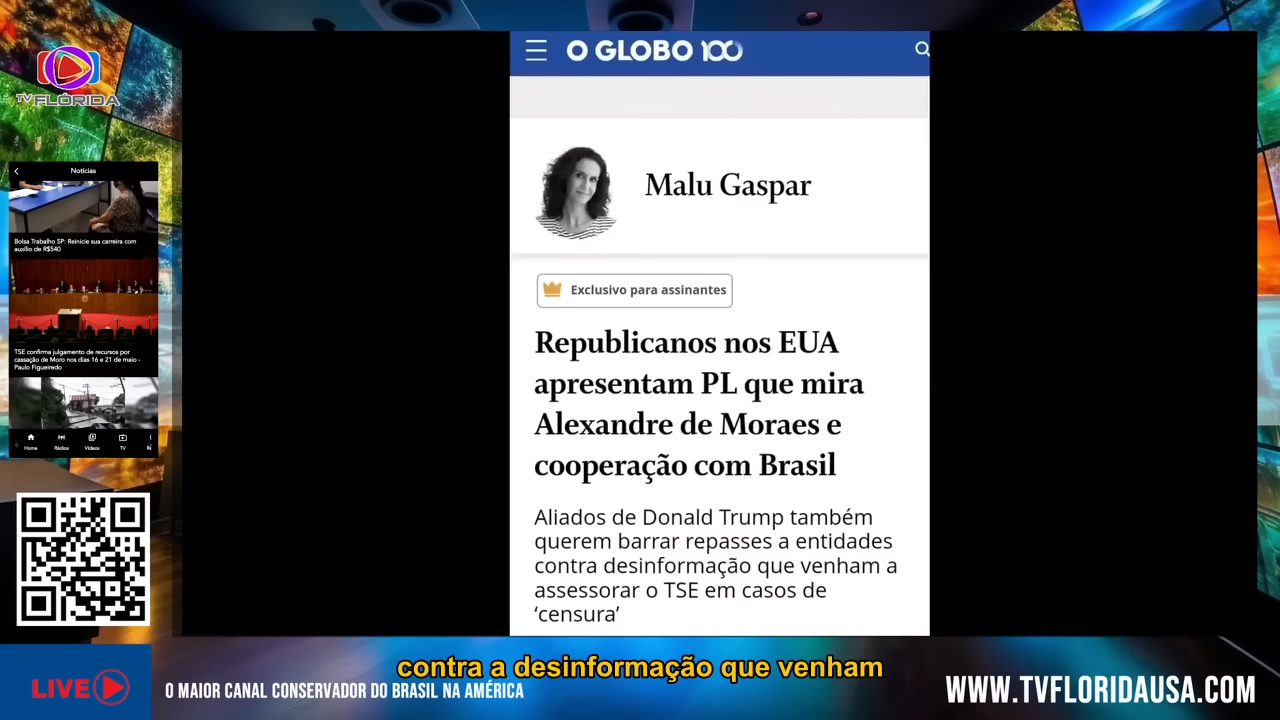 O GLOBO 100
TV FLÓRIDA
Malu Gaspar
Notícias
Bolsa Trabalho SP: Reinicie sua carreira com
auxílio de R$540
TSE confirma julgamento de recursos por
cassação de Moro nos dias 16 e 21 de maio -
Paulo Figueiredo
Home
Rádios
Vídeos
TV
Exclusivo para assinantes
Republicanos nos EUA
apresentam PL que mira
Alexandre de Moraes e
cooperação com Brasil
Aliados de Donald Trump também
querem barrar repasses a entidades
contra desinformação que venham a
assessorar o TSE em casos de
‘censura’
contra a desinformação que venham
LIVE
O MAIOR CANAL CONSERVADOR DO BRASIL NA AMÉRICA
WWW.TVFLORIDAUSA.COM